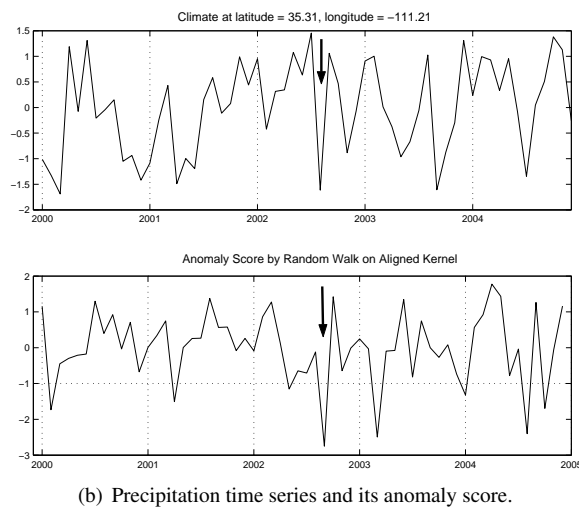 Climate at latitude = 35.31, longitude = −111.21
1.5
1
0.5
0
−0.5
−1
−1.5
−2
2000 2001 2002 2003 2004
Anomaly Score by Random Walk on Aligned Kernel
2
1
0
−1
−2
−3
2000 2001 2002 2003 2004 2005
(b) Precipitation time series and its anomaly score.